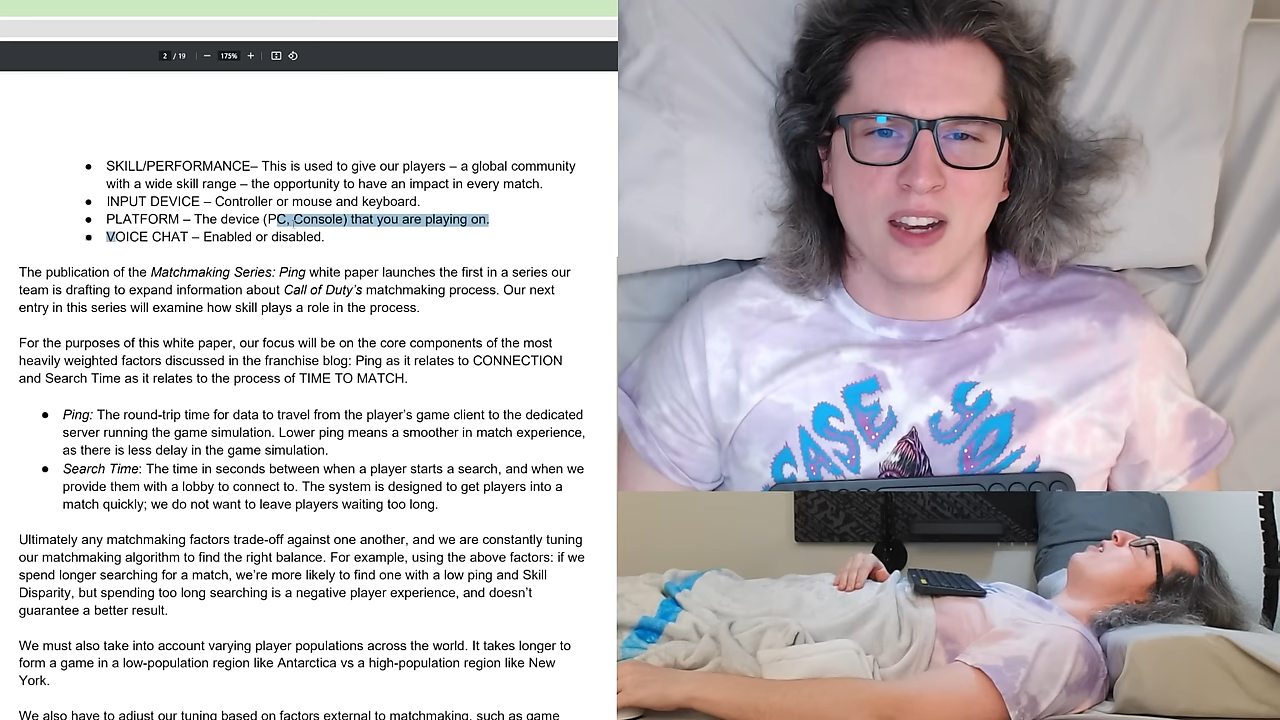 2 / 19 − 175% +
● SKILL/PERFORMANCE– This is used to give our players – a global community
with a wide skill range – the opportunity to have an impact in every match.
● INPUT DEVICE – Controller or mouse and keyboard.
● PLATFORM – The device (PC, Console) that you are playing on.
● VOICE CHAT – Enabled or disabled.
The publication of the Matchmaking Series: Ping white paper launches the first in a series our
team is drafting to expand information about Call of Duty’s matchmaking process. Our next
entry in this series will examine how skill plays a role in the process.
For the purposes of this white paper, our focus will be on the core components of the most
heavily weighted factors discussed in the franchise blog: Ping as it relates to CONNECTION
and Search Time as it relates to the process of TIME TO MATCH.
● Ping: The round-trip time for data to travel from the player’s game client to the dedicated
server running the game simulation. Lower ping means a smoother in match experience,
as there is less delay in the game simulation.
● Search Time: The time in seconds between when a player starts a search, and when we
provide them with a lobby to connect to. The system is designed to get players into a
match quickly; we do not want to leave players waiting too long.
Ultimately any matchmaking factors trade-off against one another, and we are constantly tuning
our matchmaking algorithm to find the right balance. For example, using the above factors: if we
spend longer searching for a match, we’re more likely to find one with a low ping and Skill
Disparity, but spending too long searching is a negative player experience, and doesn’t
guarantee a better result.
We must also take into account varying player populations across the world. It takes longer to
form a game in a low-population region like Antarctica vs a high-population region like New
York.
We also have to adjust our tuning based on factors external to matchmaking, such as game